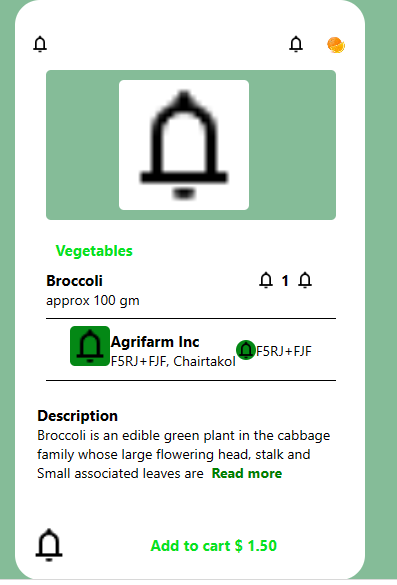 Vegetables
Broccoli 1
approx 100 gm
Agrifarm Inc
F5RJ+FJF, Chairtakol F5RJ+FJF
Description
Broccoli is an edible green plant in the cabbage
family whose large flowering head, stalk and
Small associated leaves are Read more
Add to cart $ 1.50